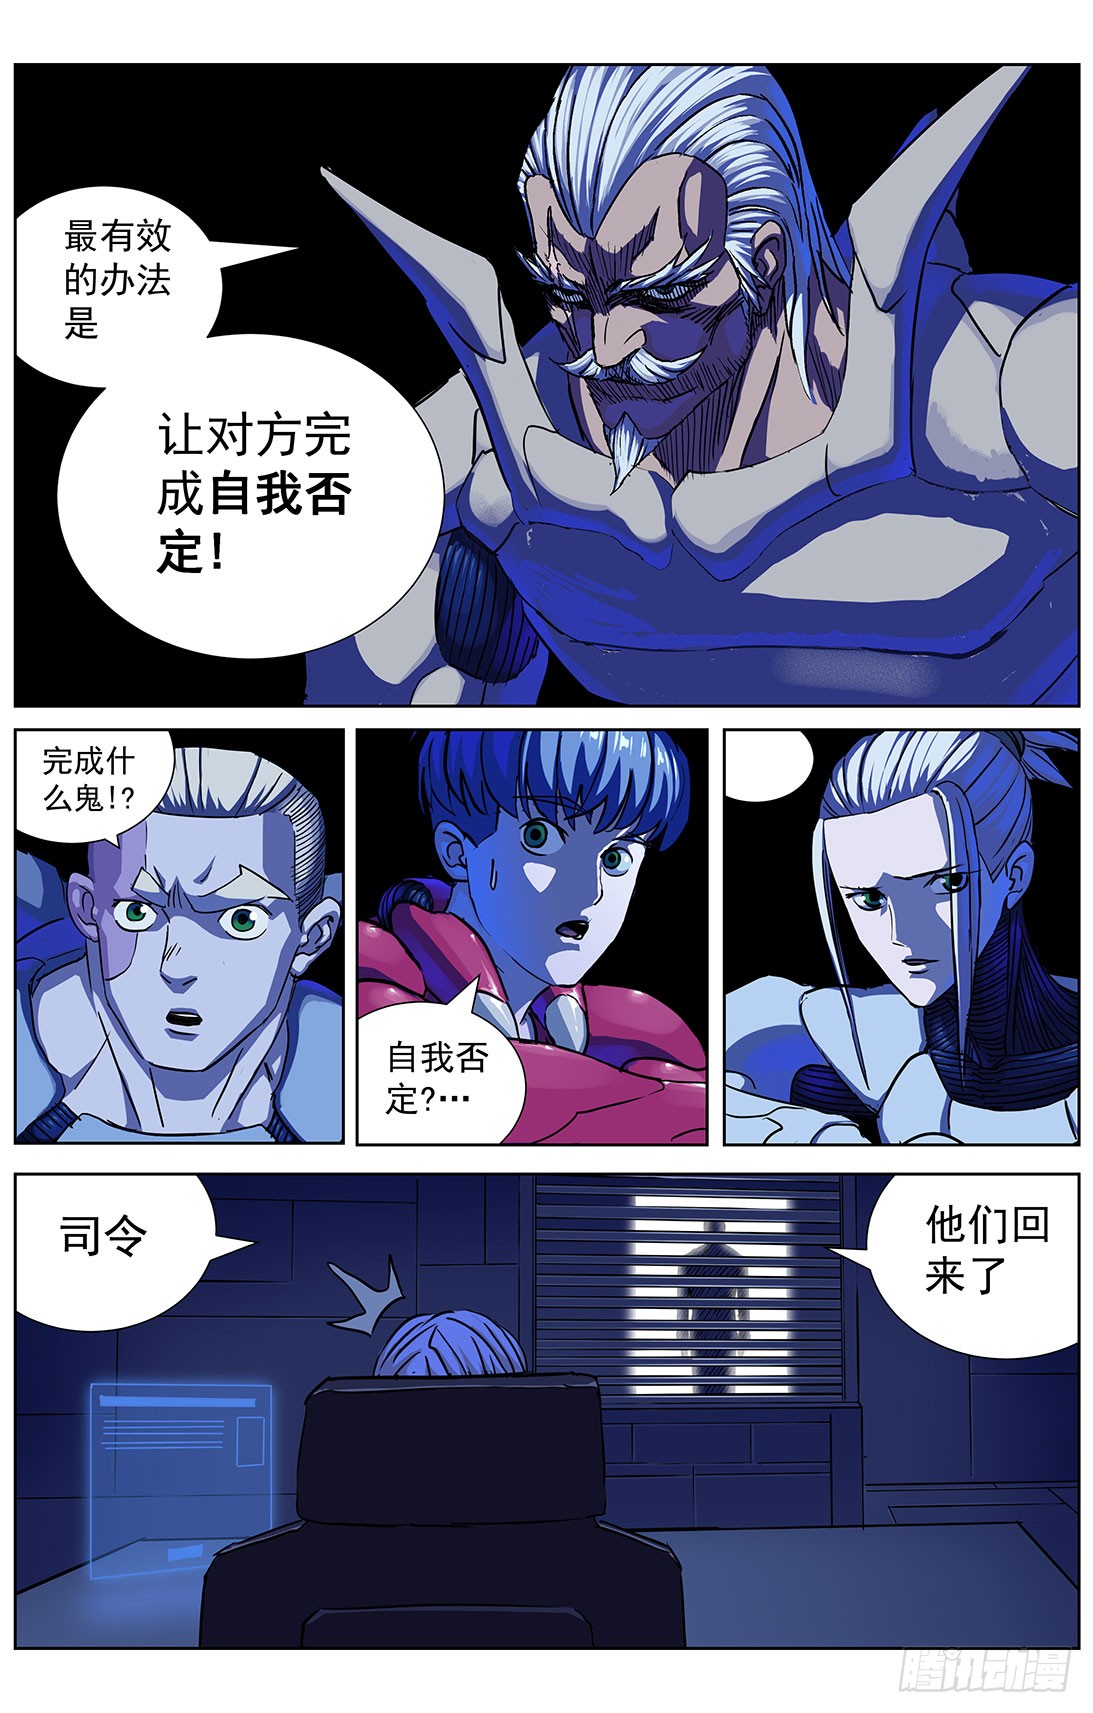 最有效
的办法
是
让对方完
成自我否
定!
完成什
么鬼!?
自我否
定?…
司令
他们回
来了
腾讯动漫